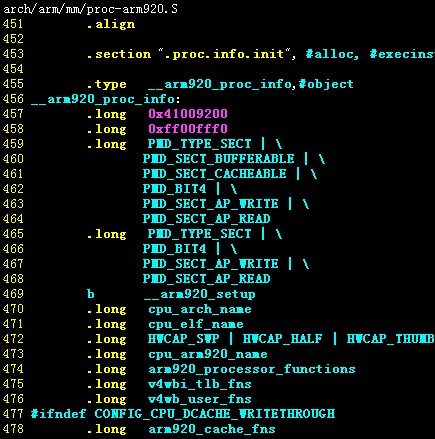 arch/arm/mm/proc-arm920.S
451 .align
452
453 .section ".proc.info.init", #alloc, #execins
454
455 .type __arm920_proc_info,#object
456 __arm920_proc_info:
457 .long 0x41009200
458 .long 0xff00fff0
459 .long PMD_TYPE_SECT | \
460 PMD_SECT_BUFFERABLE | \
461 PMD_SECT_CACHEABLE | \
462 PMD_BIT4 | \
463 PMD_SECT_AP_WRITE | \
464 PMD_SECT_AP_READ
465 .long PMD_TYPE_SECT | \
466 PMD_BIT4 | \
467 PMD_SECT_AP_WRITE | \
468 PMD_SECT_AP_READ
469 b __arm920_setup
470 .long cpu_arch_name
471 .long cpu_elf_name
472 .long HWCAP_SWP | HWCAP_HALF | HWCAP_THUMB
473 .long cpu_arm920_name
474 .long arm920_processor_functions
475 .long v4wbi_tlb_fns
476 .long v4wb_user_fns
477 #ifndef CONFIG_CPU_DCACHE_WRITETHROUGH
478 .long arm920_cache_fns